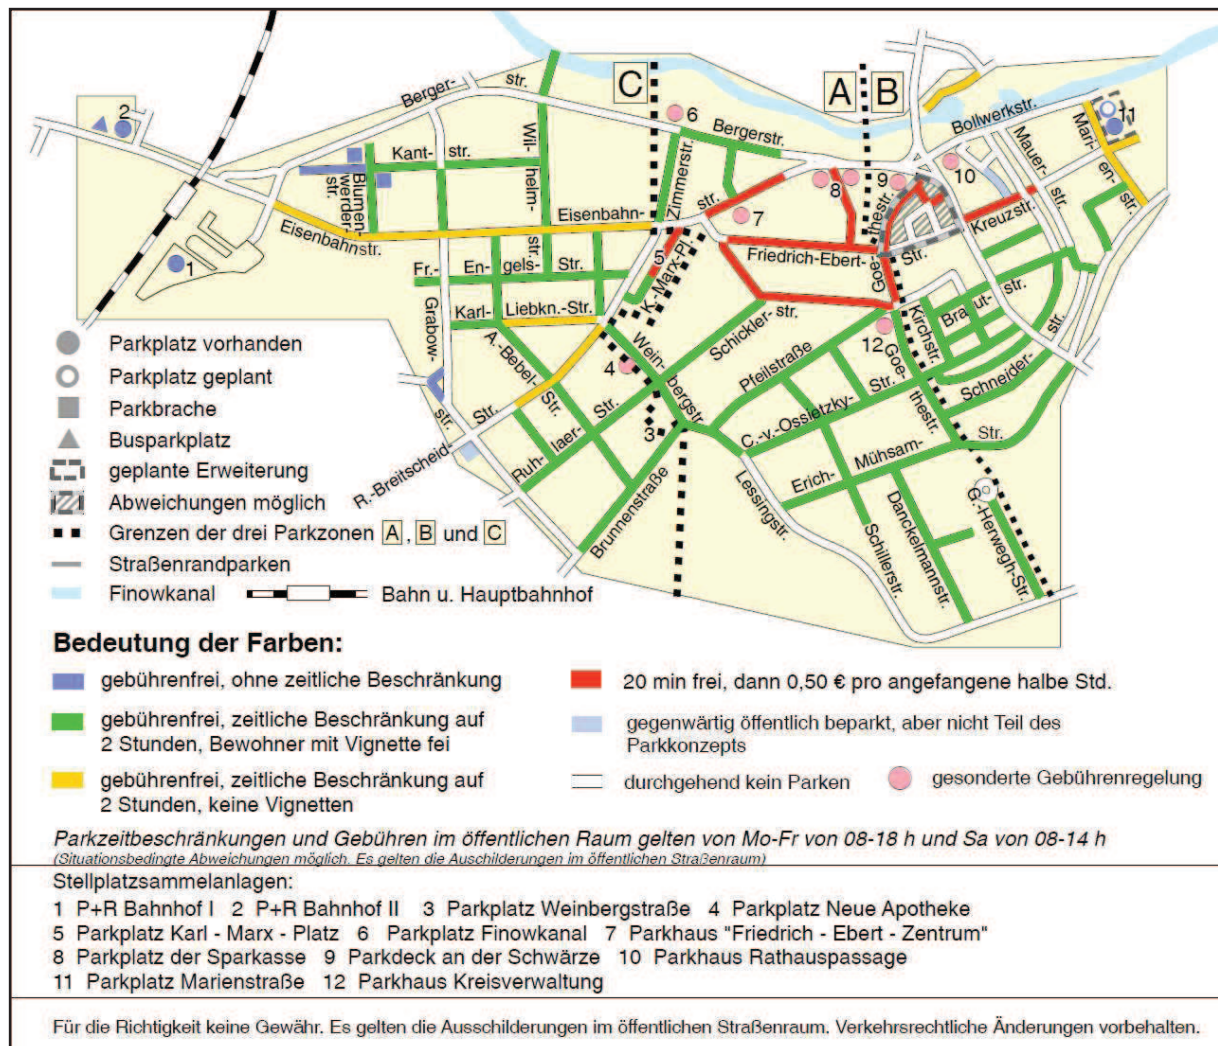 C
A
B
2
6
11
10
8
9
7
1
5
12
4
3
Berger-
str.
Bergerstr.
Bollwerkstr.
Mauer-
str.
Mari-
en-
str.
Kant-
str.
Wil-
helm-
str.
Blumen-
werder-
str.
Zimmerstr.
Eisenbahnstr.
Eisenbahn-
str.
Goe-
thestr.
Kreuzstr.
Friedrich-Ebert-
Str.
Fr.-
En-
gels-
Str.
K.-Marx-Pl.
Karl-
Liebkn.-Str.
Grabow-
str.
A.-Bebel-
Str.
Wein-
bergstr.
Schickler-
str.
Pfeilstraße
Kirchstr.
Braut-
str.
Goe-
thestr.
Schneider-
str.
C.-v.-Ossietzky-
Str.
R.-Breitscheid-
Str.
Ruh-
laer-
Str.
Brunnenstraße
Lessingstr.
Erich-
Mühsam-
Str.
Schillerstr.
Danckelmannstr.
G.-Herwegh-Str.
Parkplatz vorhanden
Parkplatz geplant
Parkbrache
Busparkplatz
geplante Erweiterung
Abweichungen möglich
Grenzen der drei Parkzonen A, B und C
Straßenrandparken
Finowkanal Bahn u. Hauptbahnhof
Bedeutung der Farben:
gebührenfrei, ohne zeitliche Beschränkung
gebührenfrei, zeitliche Beschränkung auf
2 Stunden, Bewohner mit Vignette fei
gebührenfrei, zeitliche Beschränkung auf
2 Stunden, keine Vignetten
20 min frei, dann 0,50 € pro angefangene halbe Std.
gegenwärtig öffentlich beparkt, aber nicht Teil des
Parkkonzepts
durchgehend kein Parken gesonderte Gebührenregelung
Parkzeitbeschränkungen und Gebühren im öffentlichen Raum gelten von Mo-Fr von 08-18 h und Sa von 08-14 h
(Situationsbedingte Abweichungen möglich. Es gelten die Auschilderungen im öffentlichen Straßenraum)
Stellplatzsammelanlagen:
1 P+R Bahnhof I 2 P+R Bahnhof II 3 Parkplatz Weinbergstraße 4 Parkplatz Neue Apotheke
5 Parkplatz Karl - Marx - Platz 6 Parkplatz Finowkanal 7 Parkhaus "Friedrich - Ebert - Zentrum"
8 Parkplatz der Sparkasse 9 Parkdeck an der Schwärze 10 Parkhaus Rathauspassage
11 Parkplatz Marienstraße 12 Parkhaus Kreisverwaltung
Für die Richtigkeit keine Gewähr. Es gelten die Ausschilderungen im öffentlichen Straßenraum. Verkehrsrechtliche Änderungen vorbehalten.